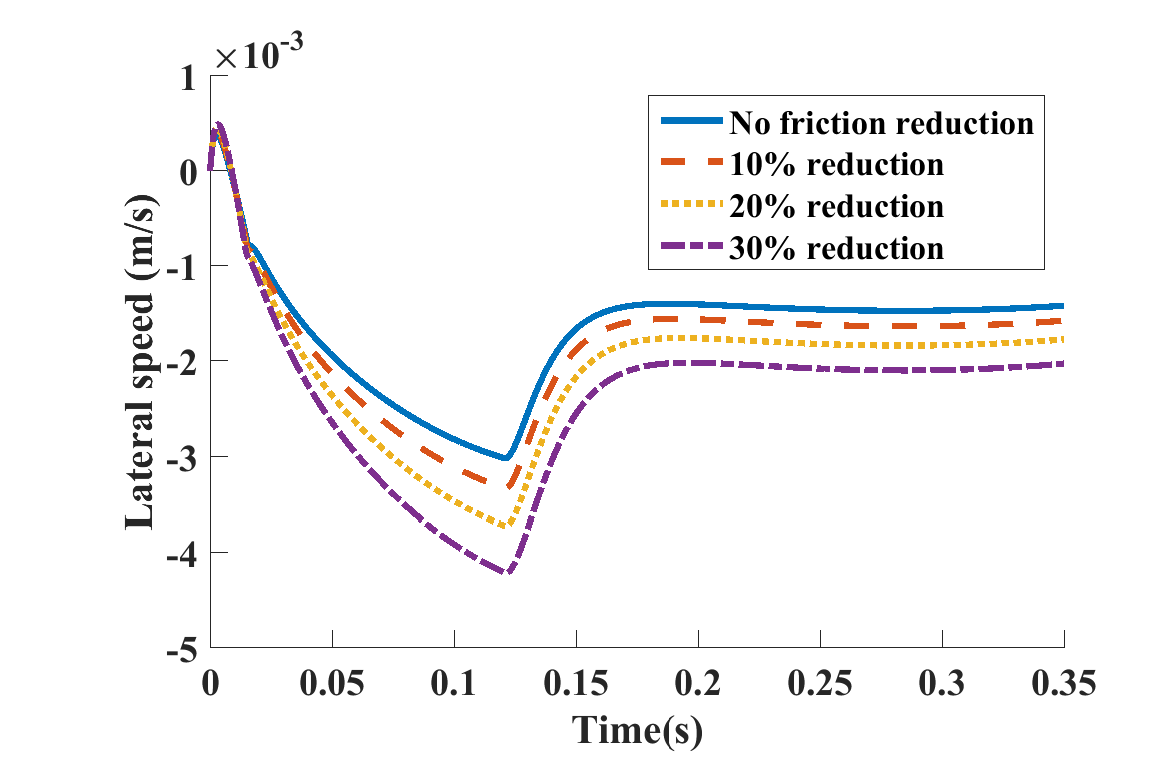 ×10-3
1
0
-1
-2
-3
-4
-5
Lateral speed (m/s)
No friction reduction
10% reduction
20% reduction
30% reduction
0 0.05 0.1 0.15 0.2 0.25 0.3 0.35
Time(s)